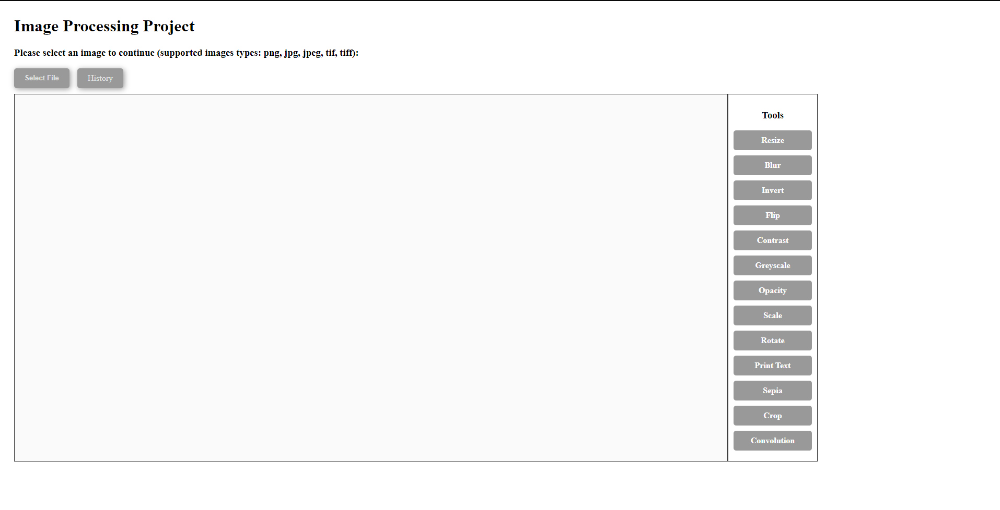 Image Processing Project
Please select an image to continue (supported images types: png, jpg, jpeg, tif, tiff):
Select File
History
Tools
Resize
Blur
Invert
Flip
Contrast
Greyscale
Opacity
Scale
Rotate
Print Text
Sepia
Crop
Convolution